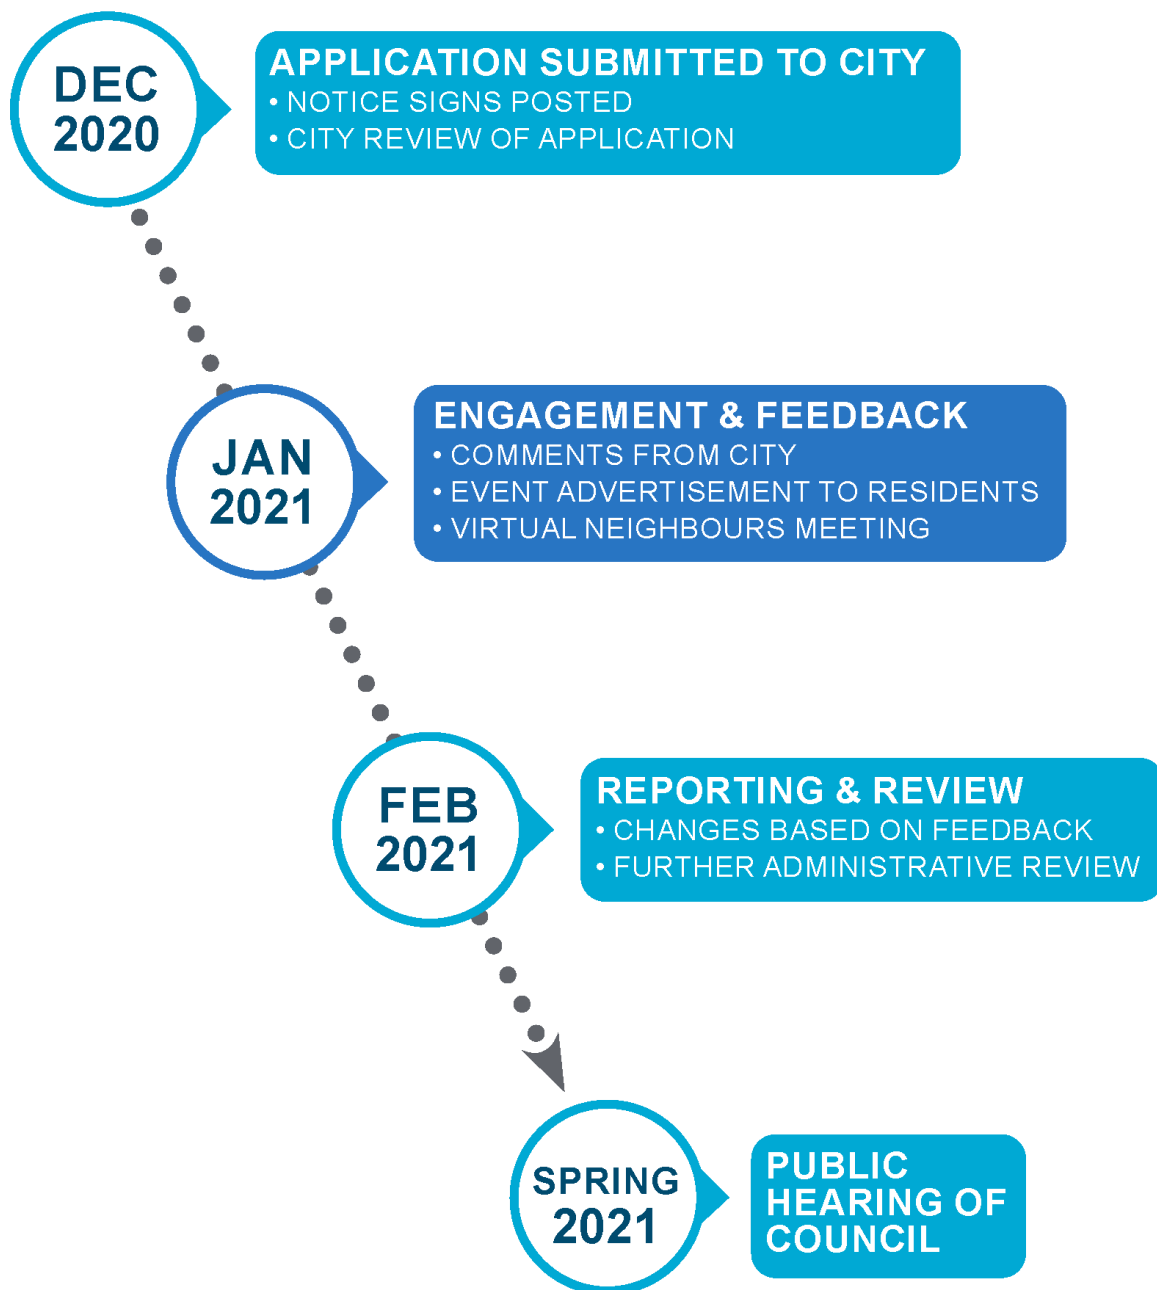 DEC
2020
APPLICATION SUBMITTED TO CITY
• NOTICE SIGNS POSTED
• CITY REVIEW OF APPLICATION
JAN
2021
ENGAGEMENT & FEEDBACK
• COMMENTS FROM CITY
• EVENT ADVERTISEMENT TO RESIDENTS
• VIRTUAL NEIGHBOURS MEETING
FEB
2021
REPORTING & REVIEW
• CHANGES BASED ON FEEDBACK
• FURTHER ADMINISTRATIVE REVIEW
SPRING
2021
PUBLIC
HEARING OF
COUNCIL